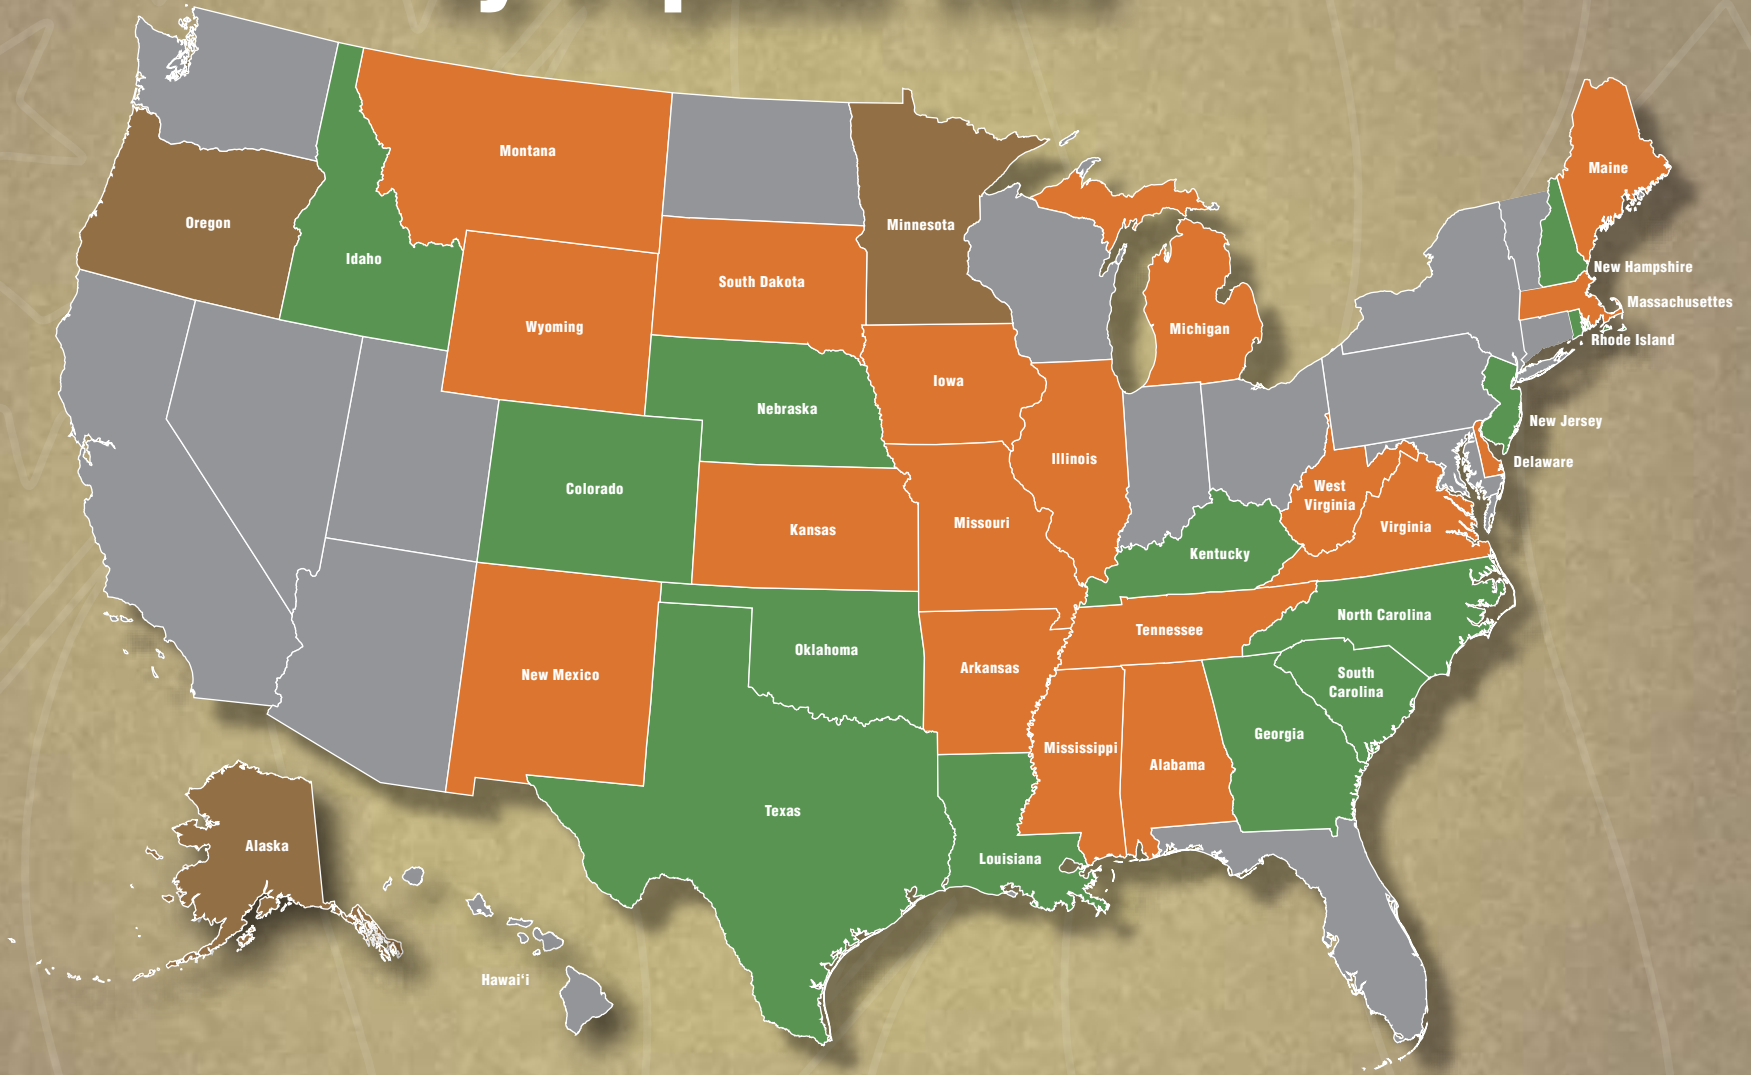 Montana
Maine
Oregon
Minnesota
Idaho
New Hampshire
South Dakota
Massachusettes
Wyoming
Michigan
Rhode Island
Iowa
Nebraska
New Jersey
Illinois
Delaware
Colorado
West
Virginia
Kansas
Missouri
Virginia
Kentucky
North Carolina
Tennessee
Oklahoma
Arkansas
New Mexico
South
Carolina
Georgia
Mississippi
Alabama
Texas
Alaska
Louisiana
Hawai‘i